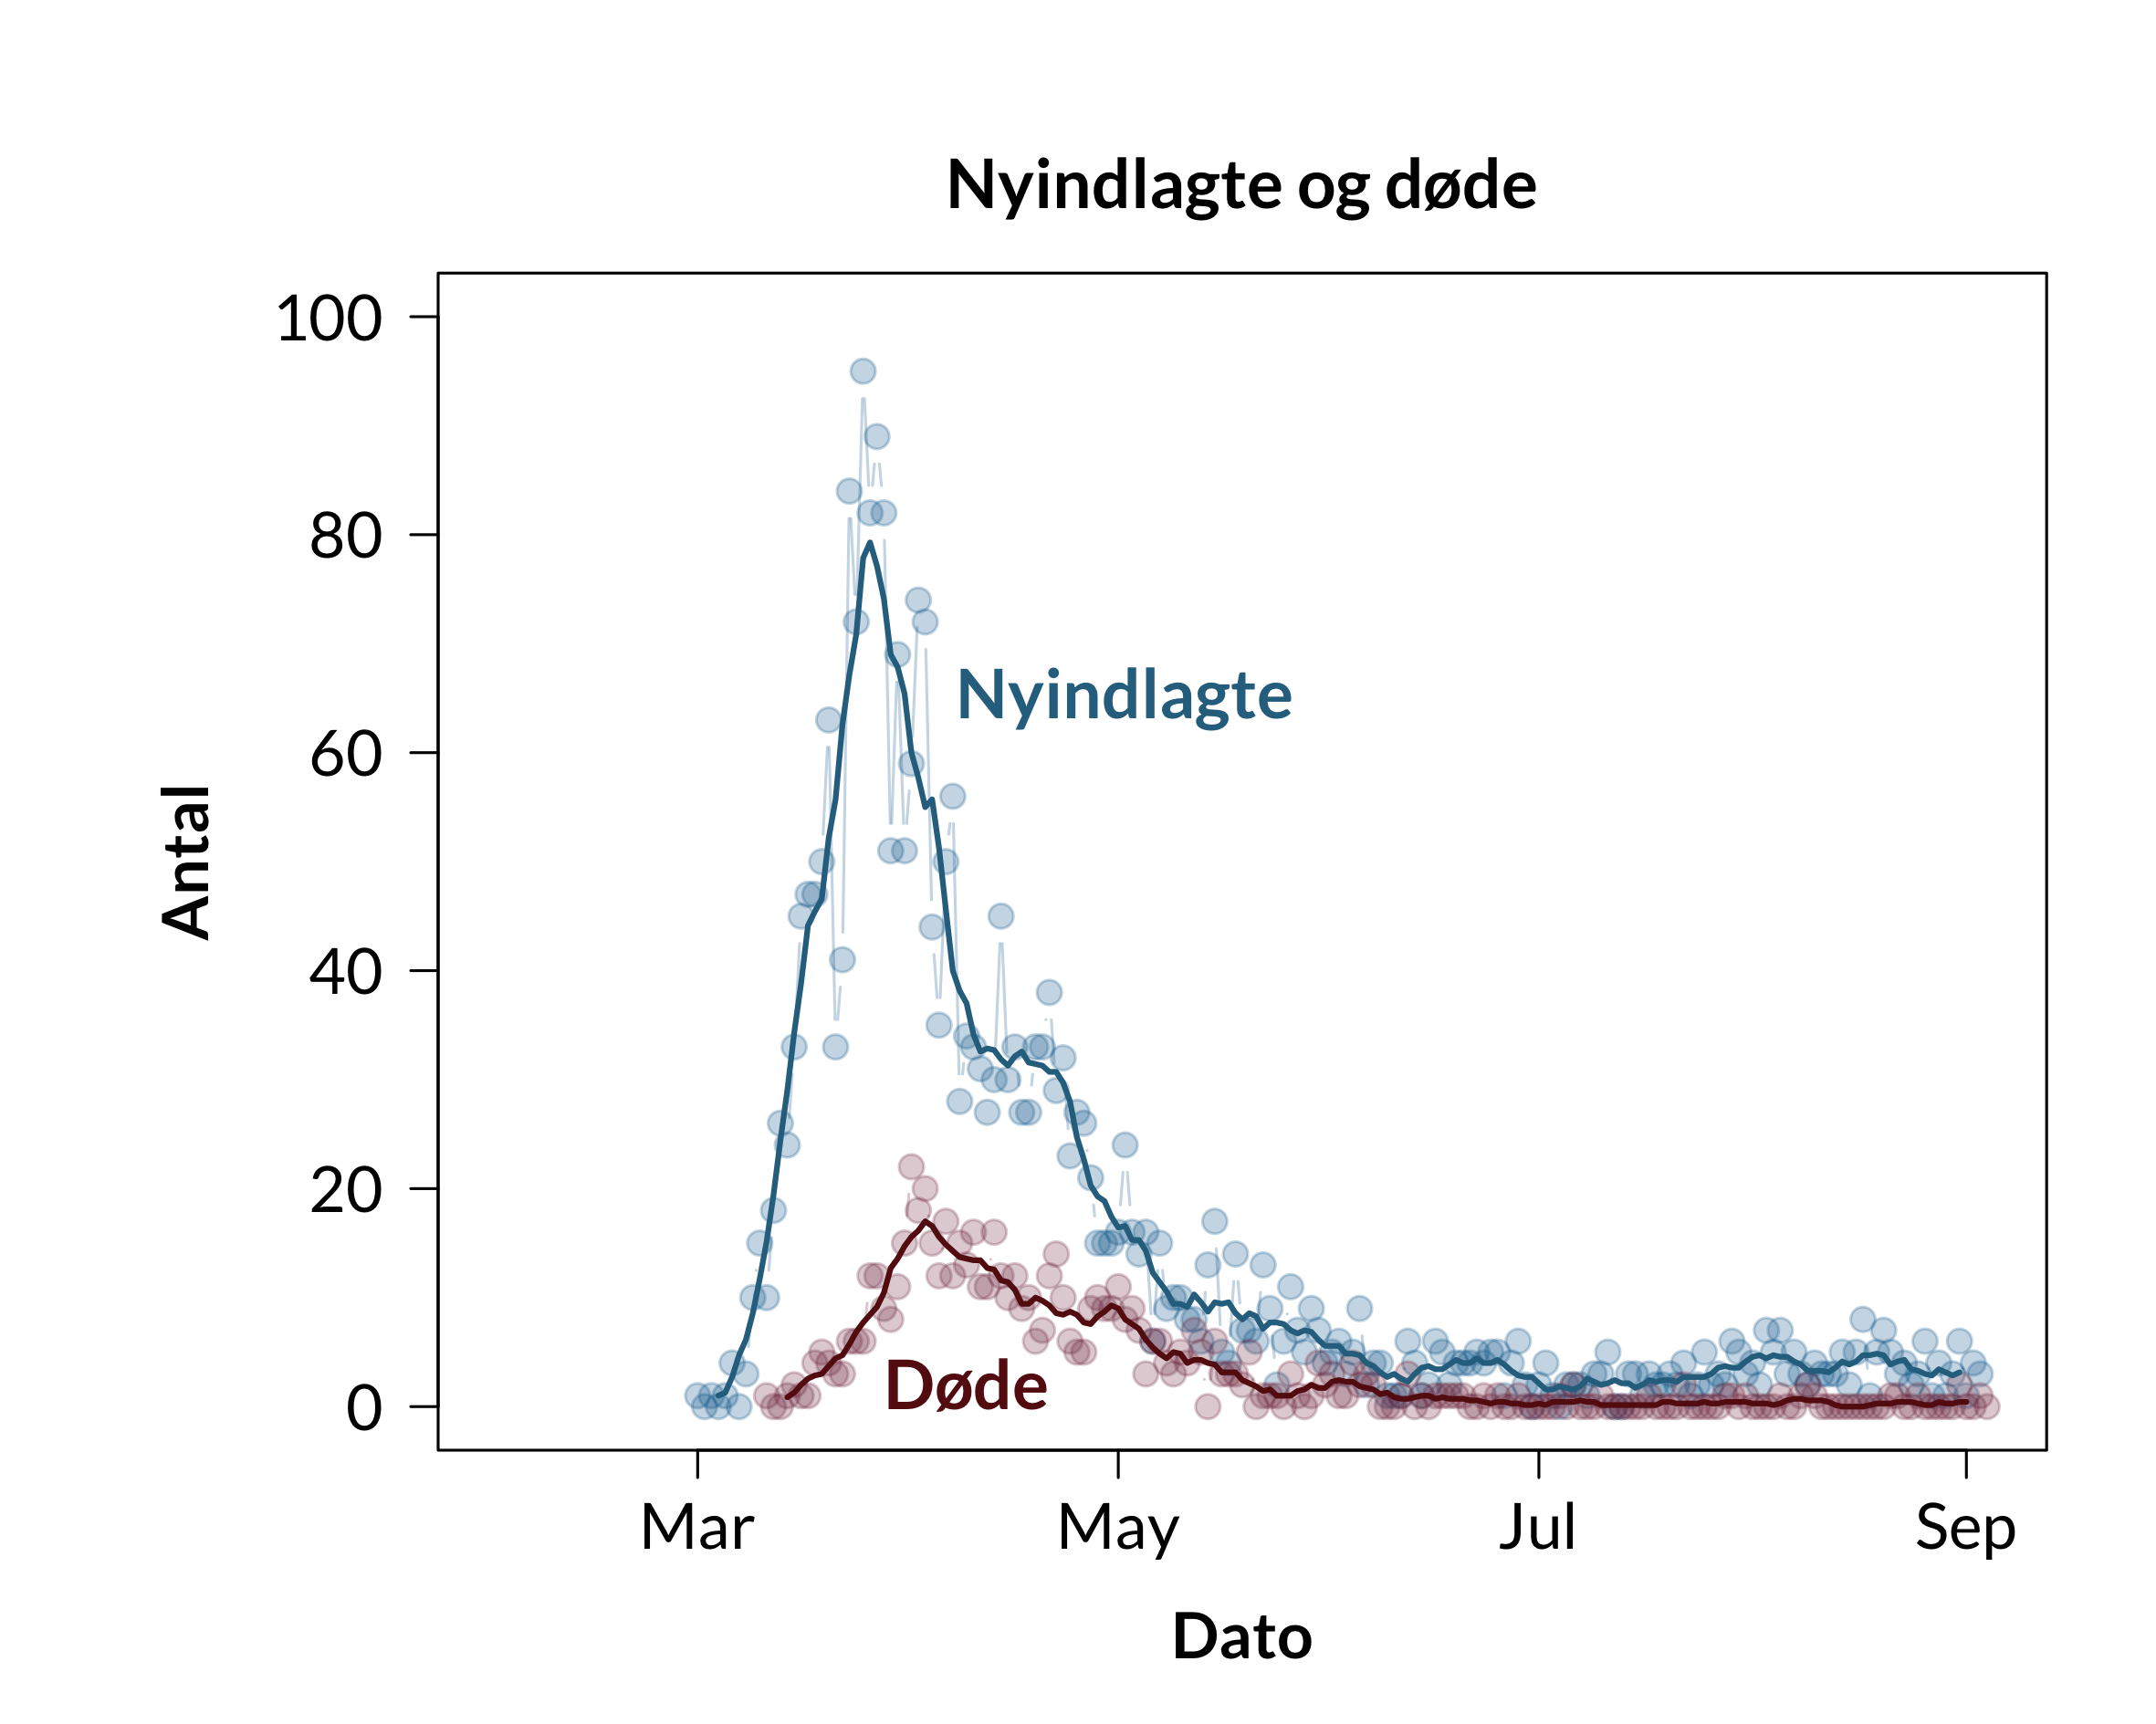 Nyindlagte og døde
100
80
60
40
20
0
Antal
Nyindlagte
Døde
Mar
May
Jul
Sep
Dato